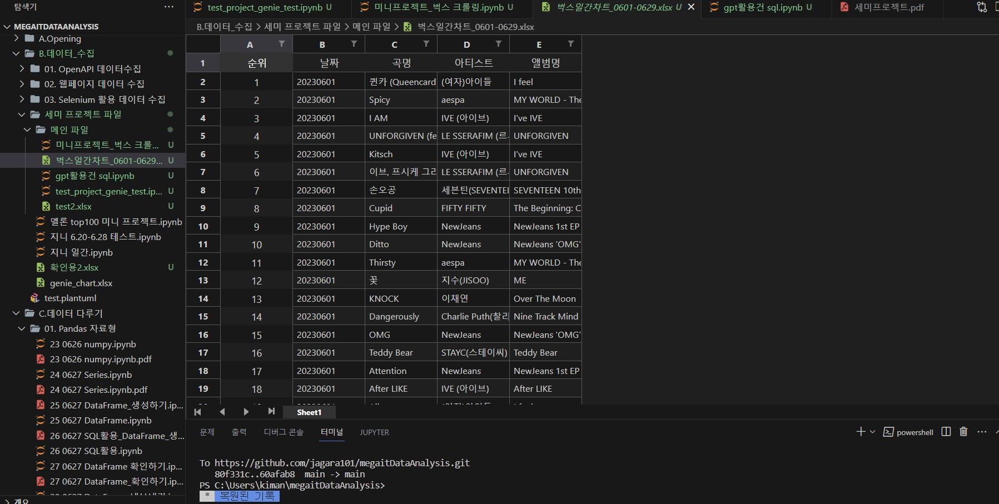 탐색기
MEGAITDATAANALYSIS
A.Opening
B.데이터_수집
01. OpenAPI 데이터수집
02. 웹페이지 데이터 수집
03. Selenium 활용 데이터 수집
세미 프로젝트 파일
메인 파일
미니프로젝트_벅스 크롤... U
벅스일간차트_0601-0629... U
gpt활용건 sql.ipynb U
test_project_genie_test.ip... U
test2.xlsx U
멜론 top100 미니 프로젝트.ipynb
지니 6.20-6.28 테스트.ipynb
지니 일간.ipynb
확인용2.xlsx U
genie_chart.xlsx
test.plantuml
C.데이터 다루기
01. Pandas 자료형
23 0626 numpy.ipynb
23 0626 numpy.ipynb.pdf
24 0627 Series.ipynb
24 0627 Series.ipynb.pdf
25 0627 DataFrame_생성하기.ip...
25 0627 DataFrame.ipynb
26 0627 SQL활용_DataFrame_생...
26 0627 SQL활용.ipynb
27 0627 DataFrame 확인하기.ip...
27 0627 DataFrame_확인하기.ip...
개요
test_project_genie_test.ipynb U 미니프로젝트_벅스 크롤링.ipynb U 벅스일간차트_0601-0629.xlsx U gpt활용건 sql.ipynb U 세미프로젝트.pdf
B.데이터_수집 > 세미 프로젝트 파일 > 메인 파일 > 벅스일간차트_0601-0629.xlsx
A B C D E
1 순위 날짜 곡명 아티스트 앨범명
2 1 20230601 퀸카 (Queencard (여자)아이들 I feel
3 2 20230601 Spicy aespa MY WORLD - The
4 3 20230601 I AM IVE (아이브) I've IVE
5 4 20230601 UNFORGIVEN (fe LE SSERAFIM (르 UNFORGIVEN
6 5 20230601 Kitsch IVE (아이브) I've IVE
7 6 20230601 이브, 프시케 그리 LE SSERAFIM (르 UNFORGIVEN
8 7 20230601 손오공 세븐틴(SEVENTEE SEVENTEEN 10th
9 8 20230601 Cupid FIFTY FIFTY The Beginning: C
10 9 20230601 Hype Boy NewJeans NewJeans 1st EP
11 10 20230601 Ditto NewJeans NewJeans 'OMG'
12 11 20230601 Thirsty aespa MY WORLD - The
13 12 20230601 꽃 지수(JISOO) ME
14 13 20230601 KNOCK 이채연 Over The Moon
15 14 20230601 Dangerously Charlie Puth(찰리 Nine Track Mind
16 15 20230601 OMG NewJeans NewJeans 'OMG'
17 16 20230601 Teddy Bear STAYC(스테이씨) Teddy Bear
18 17 20230601 Attention NewJeans NewJeans 1st EP
19 18 20230601 After LIKE IVE (아이브) After LIKE
Sheet1
문제 출력 디버그 콘솔 터미널 JUPYTER
powershell
To https://github.com/jagara101/megaitDataAnalysis.git
80f331c..60afab8 main -> main
PS C:\Users\kiman\megaitDataAnalysis>
* 복원된 기록